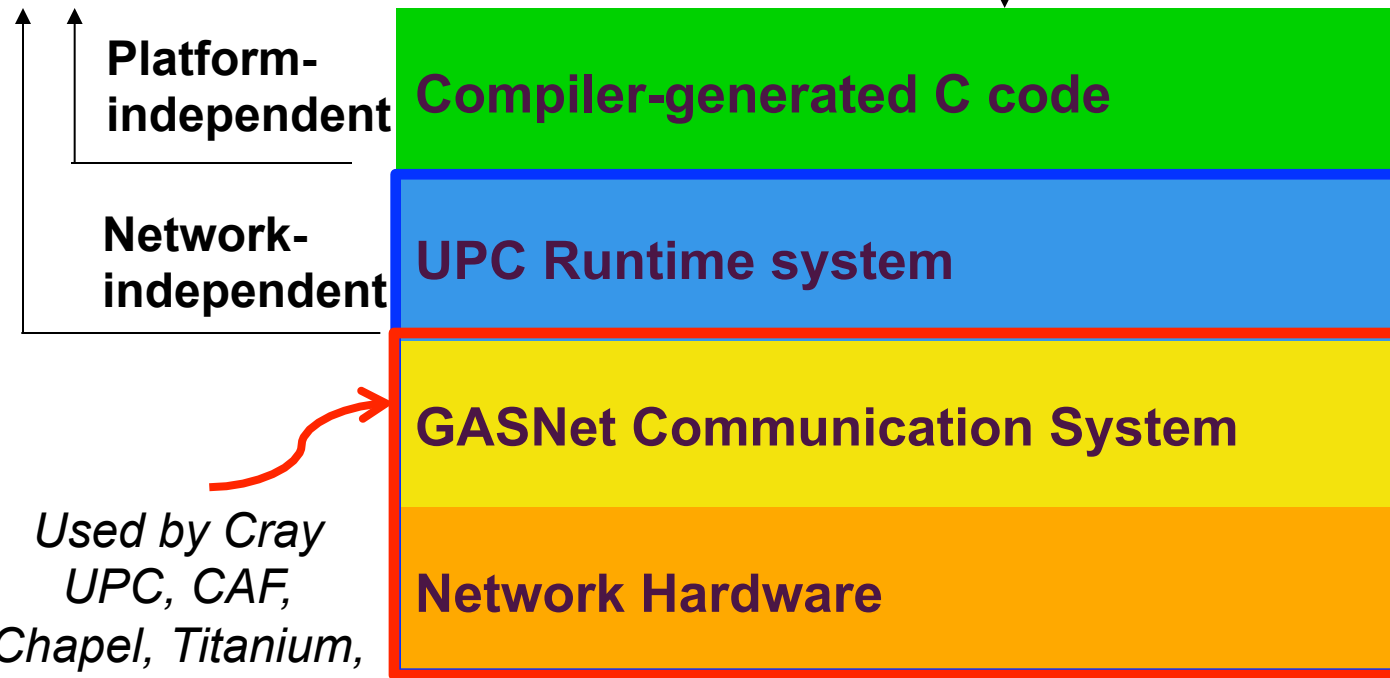 Platform-
independent
Compiler-generated C code
Network-
independent
UPC Runtime system
GASNet Communication System
Used by Cray
UPC, CAF,
Chapel, Titanium,
Network Hardware